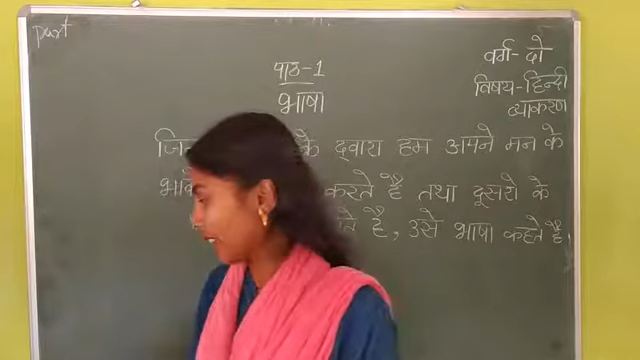 part
पाठ-1
भाषा
वर्ग- दो
विषय-हिन्दी
व्याकरण
के द्वारा हम अपने मन के
करते है तथा दूसरो के
है, उसे भाषा कहते है।